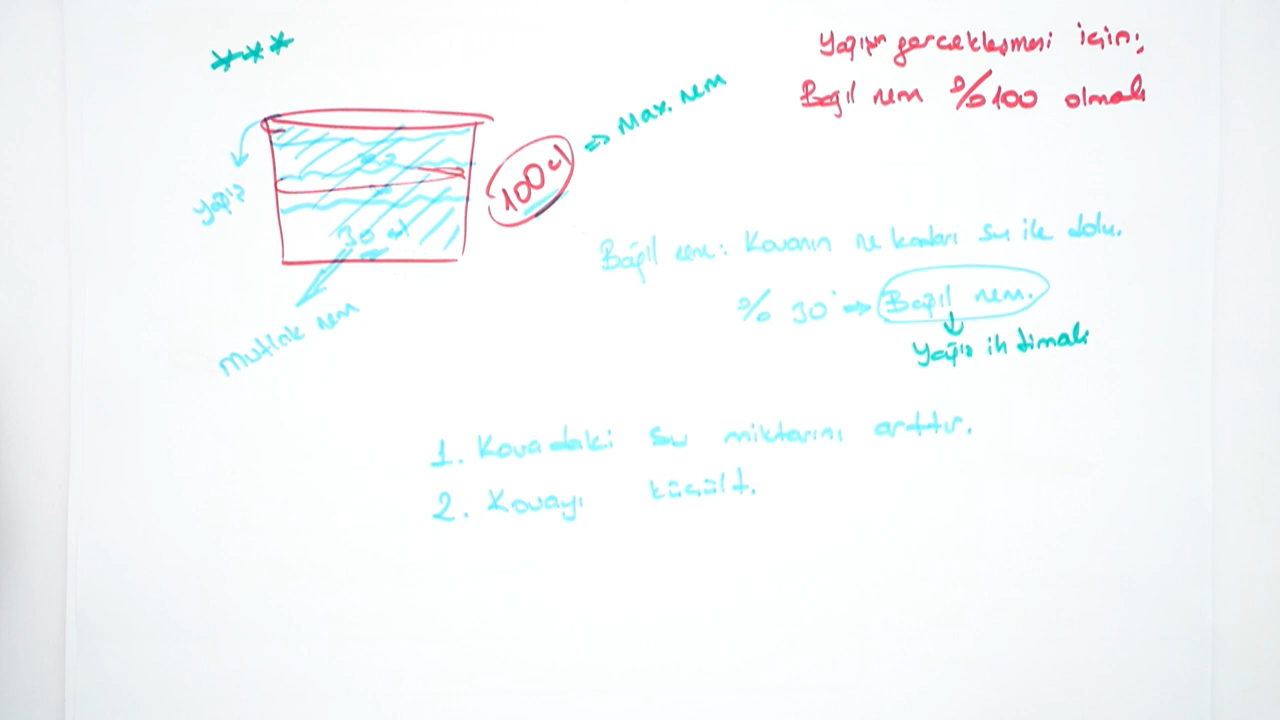 Yağışın gerçekleşmesi için;
Bağıl nem %100 olmalı
Max. nem
100 cl
Yağış
30 cl
Mutlak nem
Bağıl nem: Kovanın ne kadarı su ile dolu.
% 30 Bağıl nem.
Yağış ihtimali
1. Kovadaki su miktarını arttır.
2. Kovayı küçült.